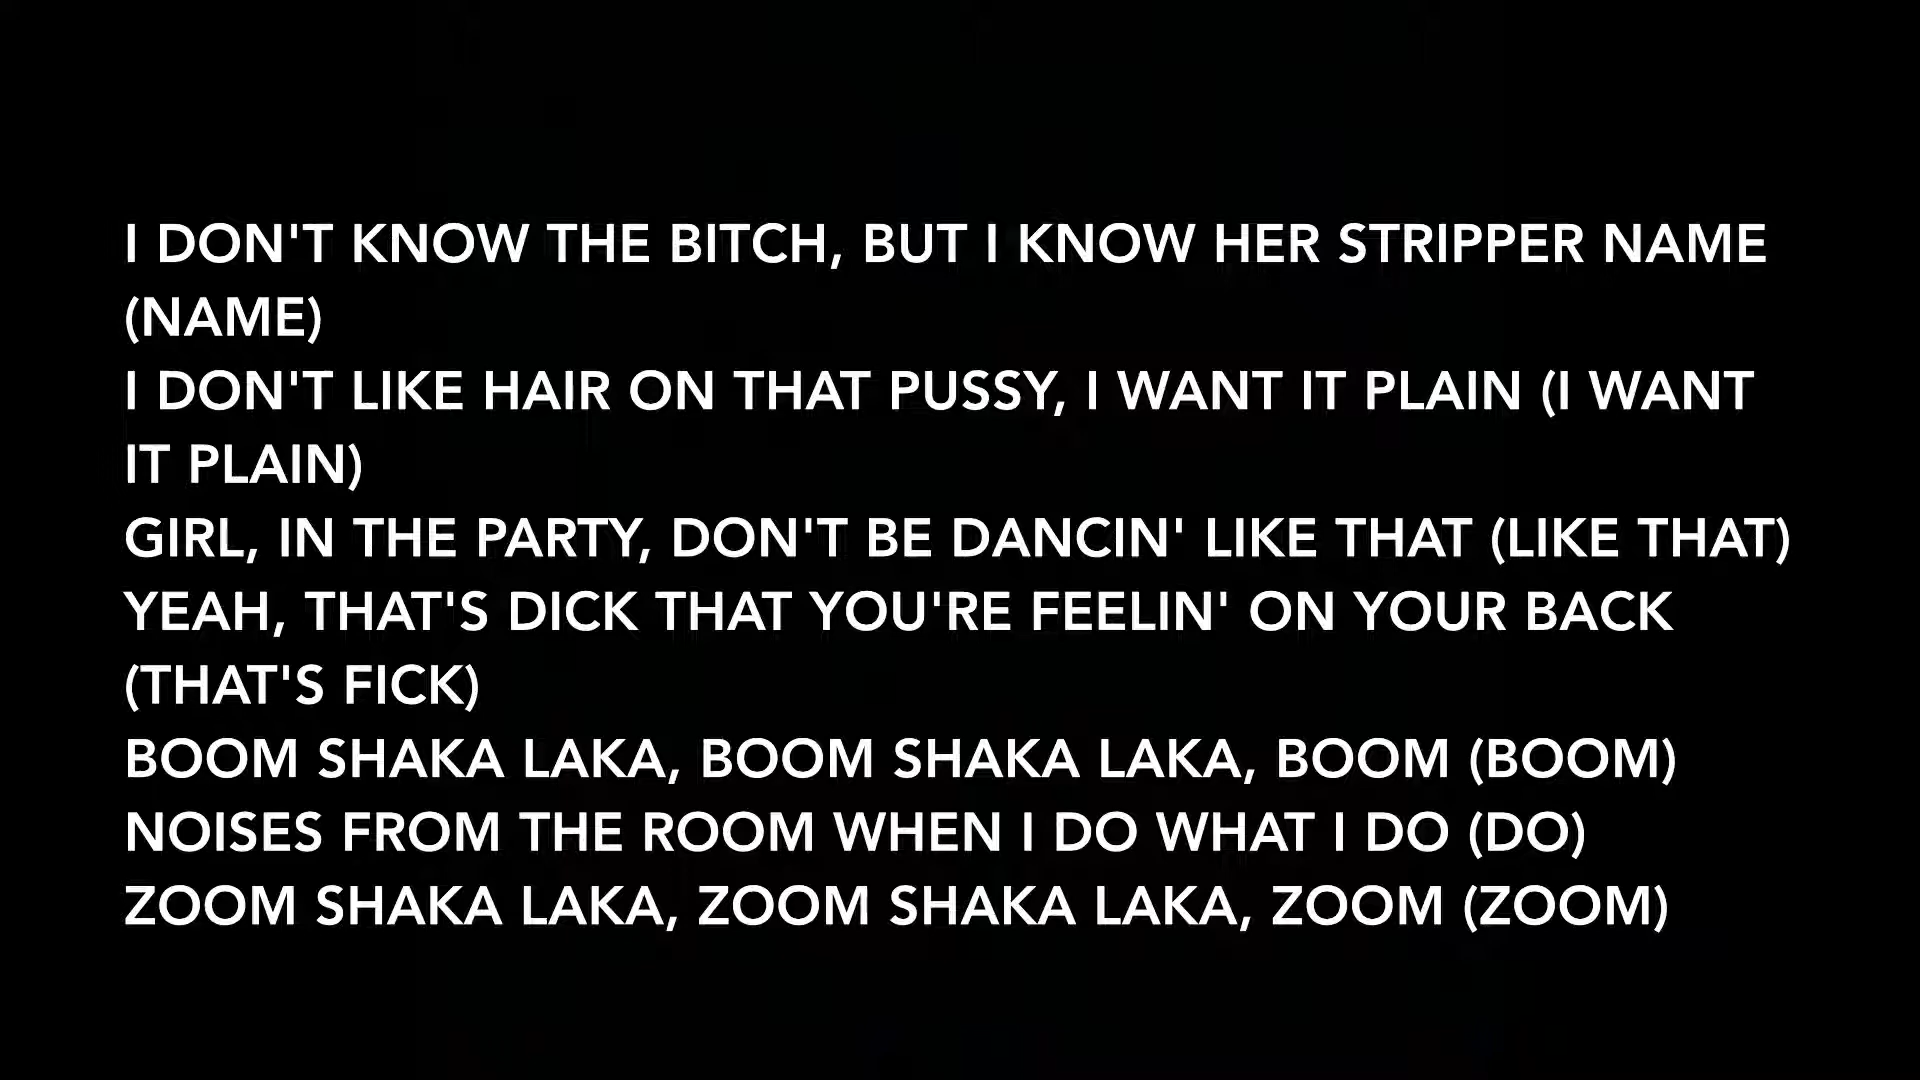 I DON'T KNOW THE BITCH, BUT I KNOW HER STRIPPER NAME
(NAME)
I DON'T LIKE HAIR ON THAT PUSSY, I WANT IT PLAIN (I WANT
IT PLAIN)
GIRL, IN THE PARTY, DON'T BE DANCIN' LIKE THAT (LIKE THAT)
YEAH, THAT'S DICK THAT YOU'RE FEELIN' ON YOUR BACK
(THAT'S FICK)
BOOM SHAKA LAKA, BOOM SHAKA LAKA, BOOM (BOOM)
NOISES FROM THE ROOM WHEN I DO WHAT I DO (DO)
ZOOM SHAKA LAKA, ZOOM SHAKA LAKA, ZOOM (ZOOM)